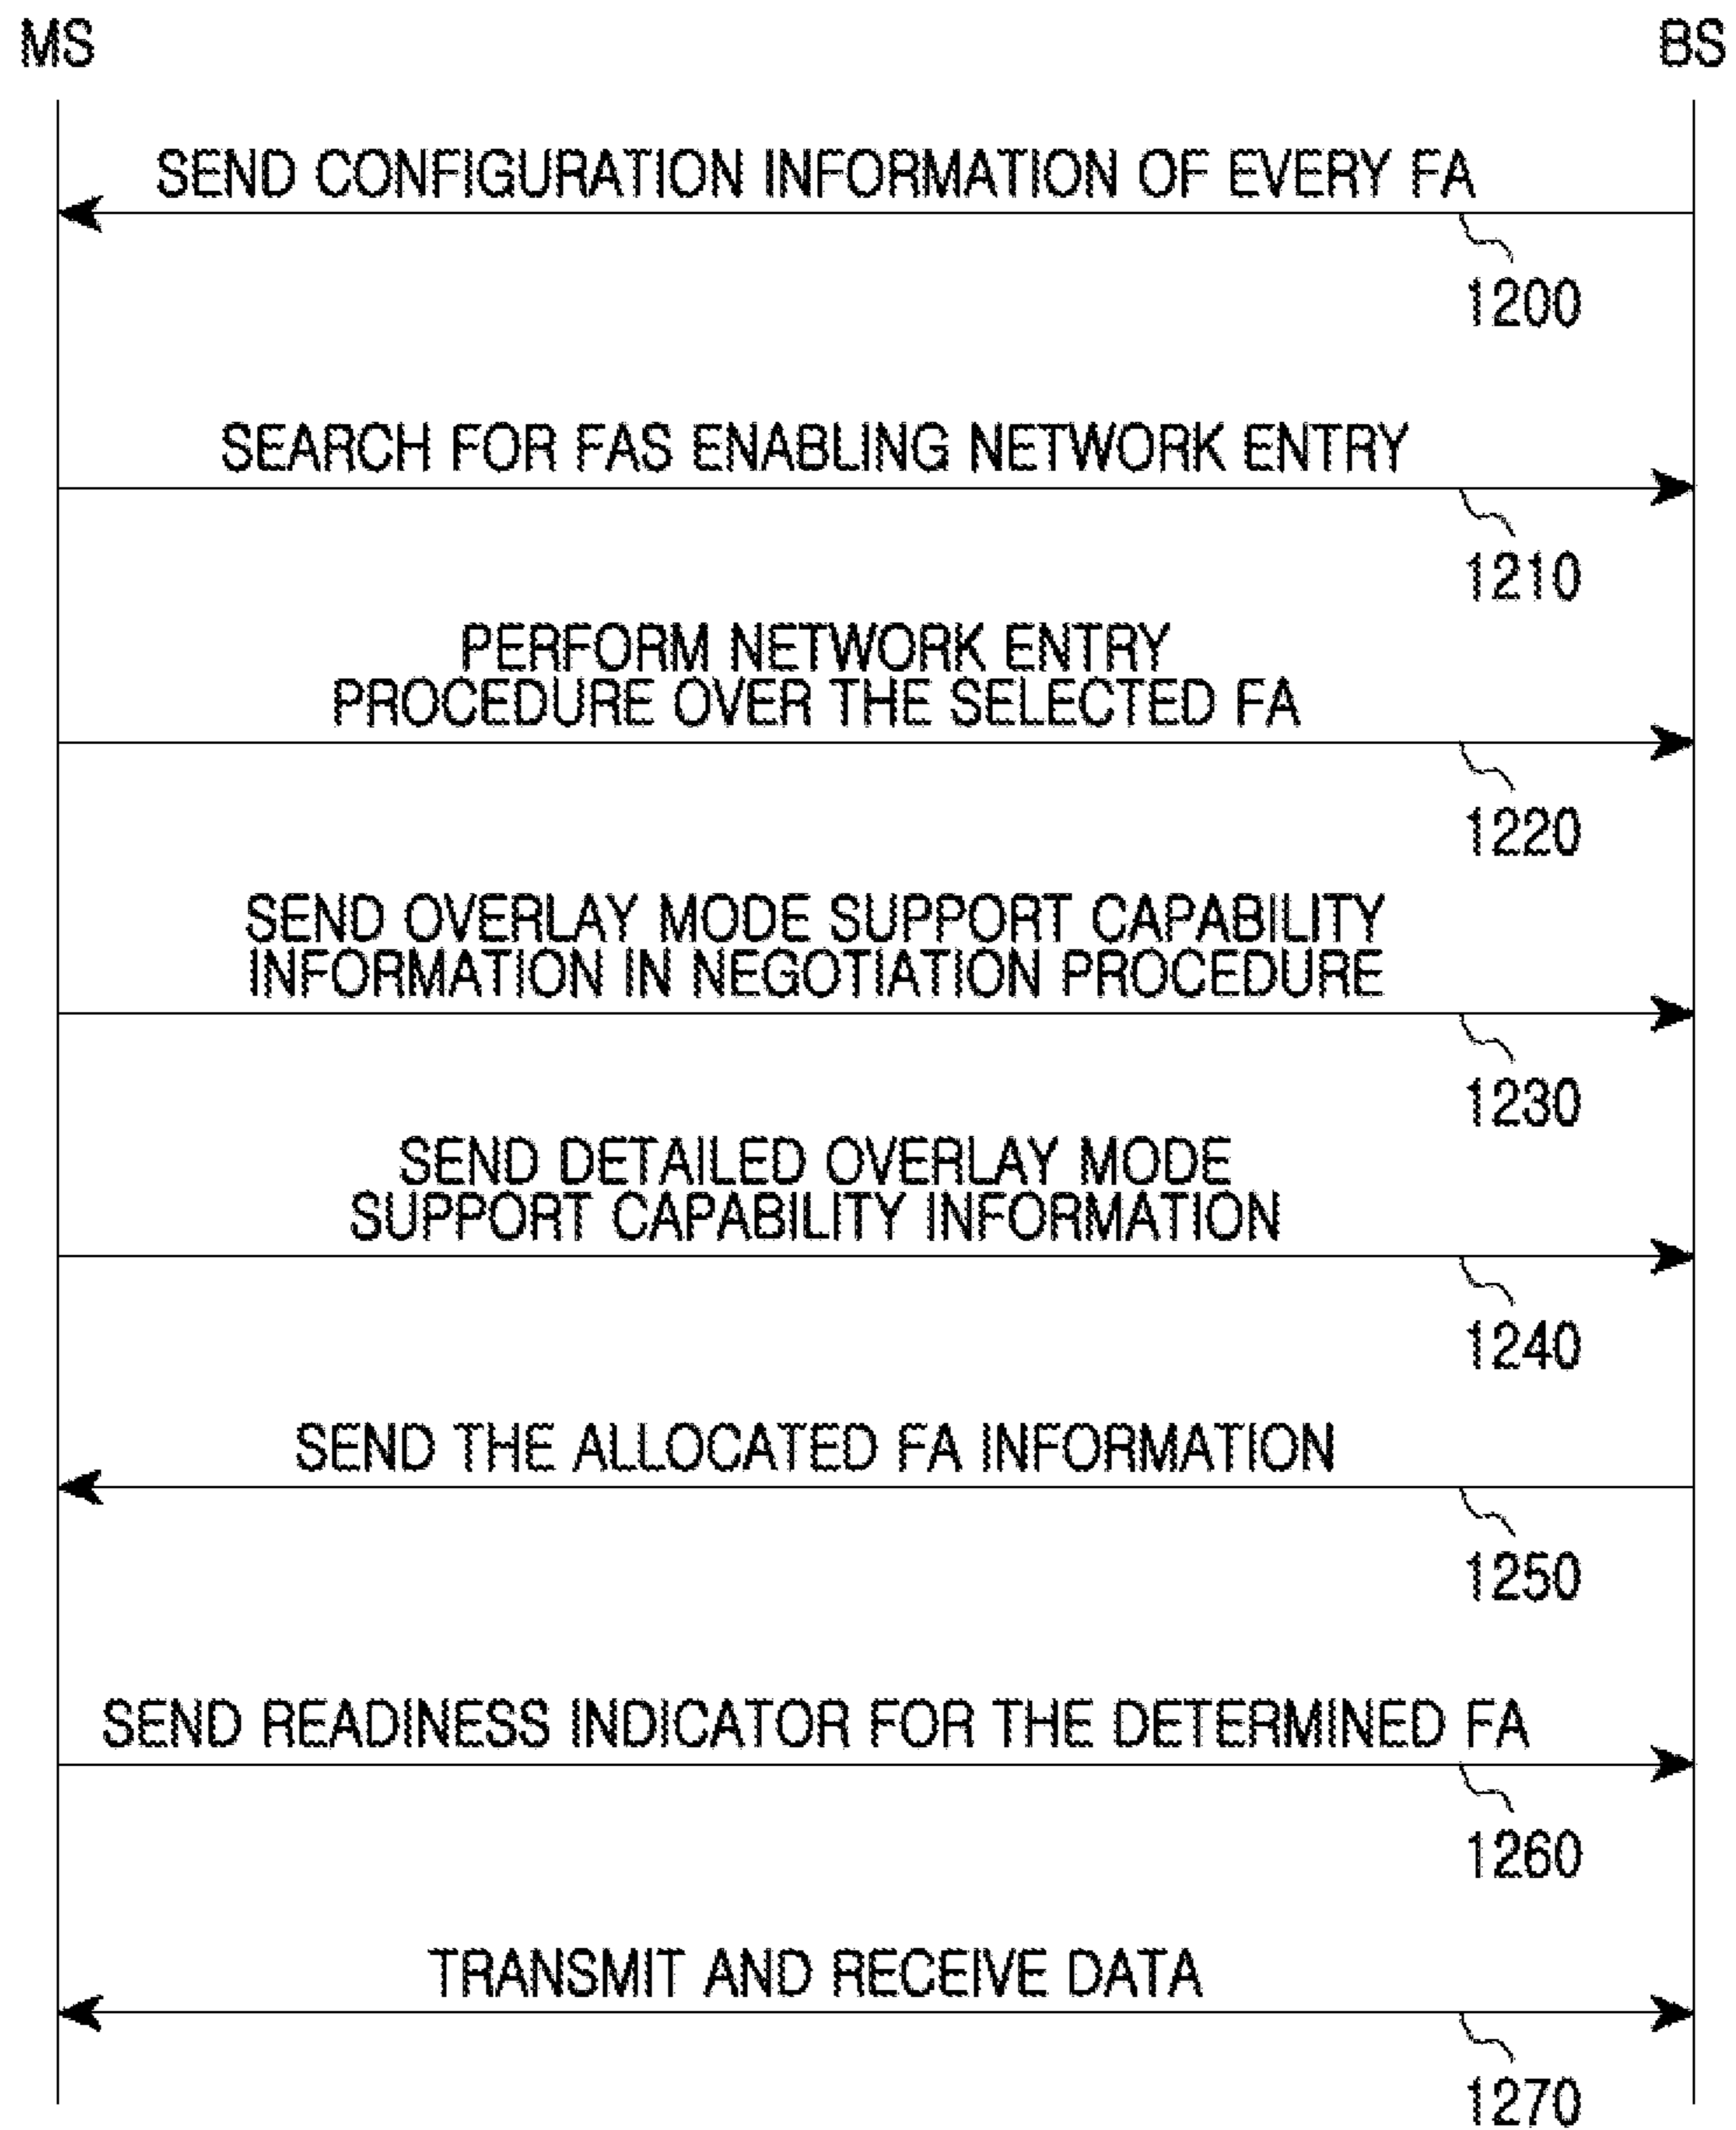 MS
BS
SEND CONFIGURATION INFORMATION OF EVERY FA
1200
SEARCH FOR FAS ENABLING NETWORK ENTRY
1210
PERFORM NETWORK ENTRY
PROCEDURE OVER THE SELECTED FA
1220
SEND OVERLAY MODE SUPPORT CAPABILITY
INFORMATION IN NEGOTIATION PROCEDURE
1230
SEND DETAILED OVERLAY MODE
SUPPORT CAPABILITY INFORMATION
1240
SEND THE ALLOCATED FA INFORMATION
1250
SEND READINESS INDICATOR FOR THE DETERMINED FA
1260
TRANSMIT AND RECEIVE DATA
1270